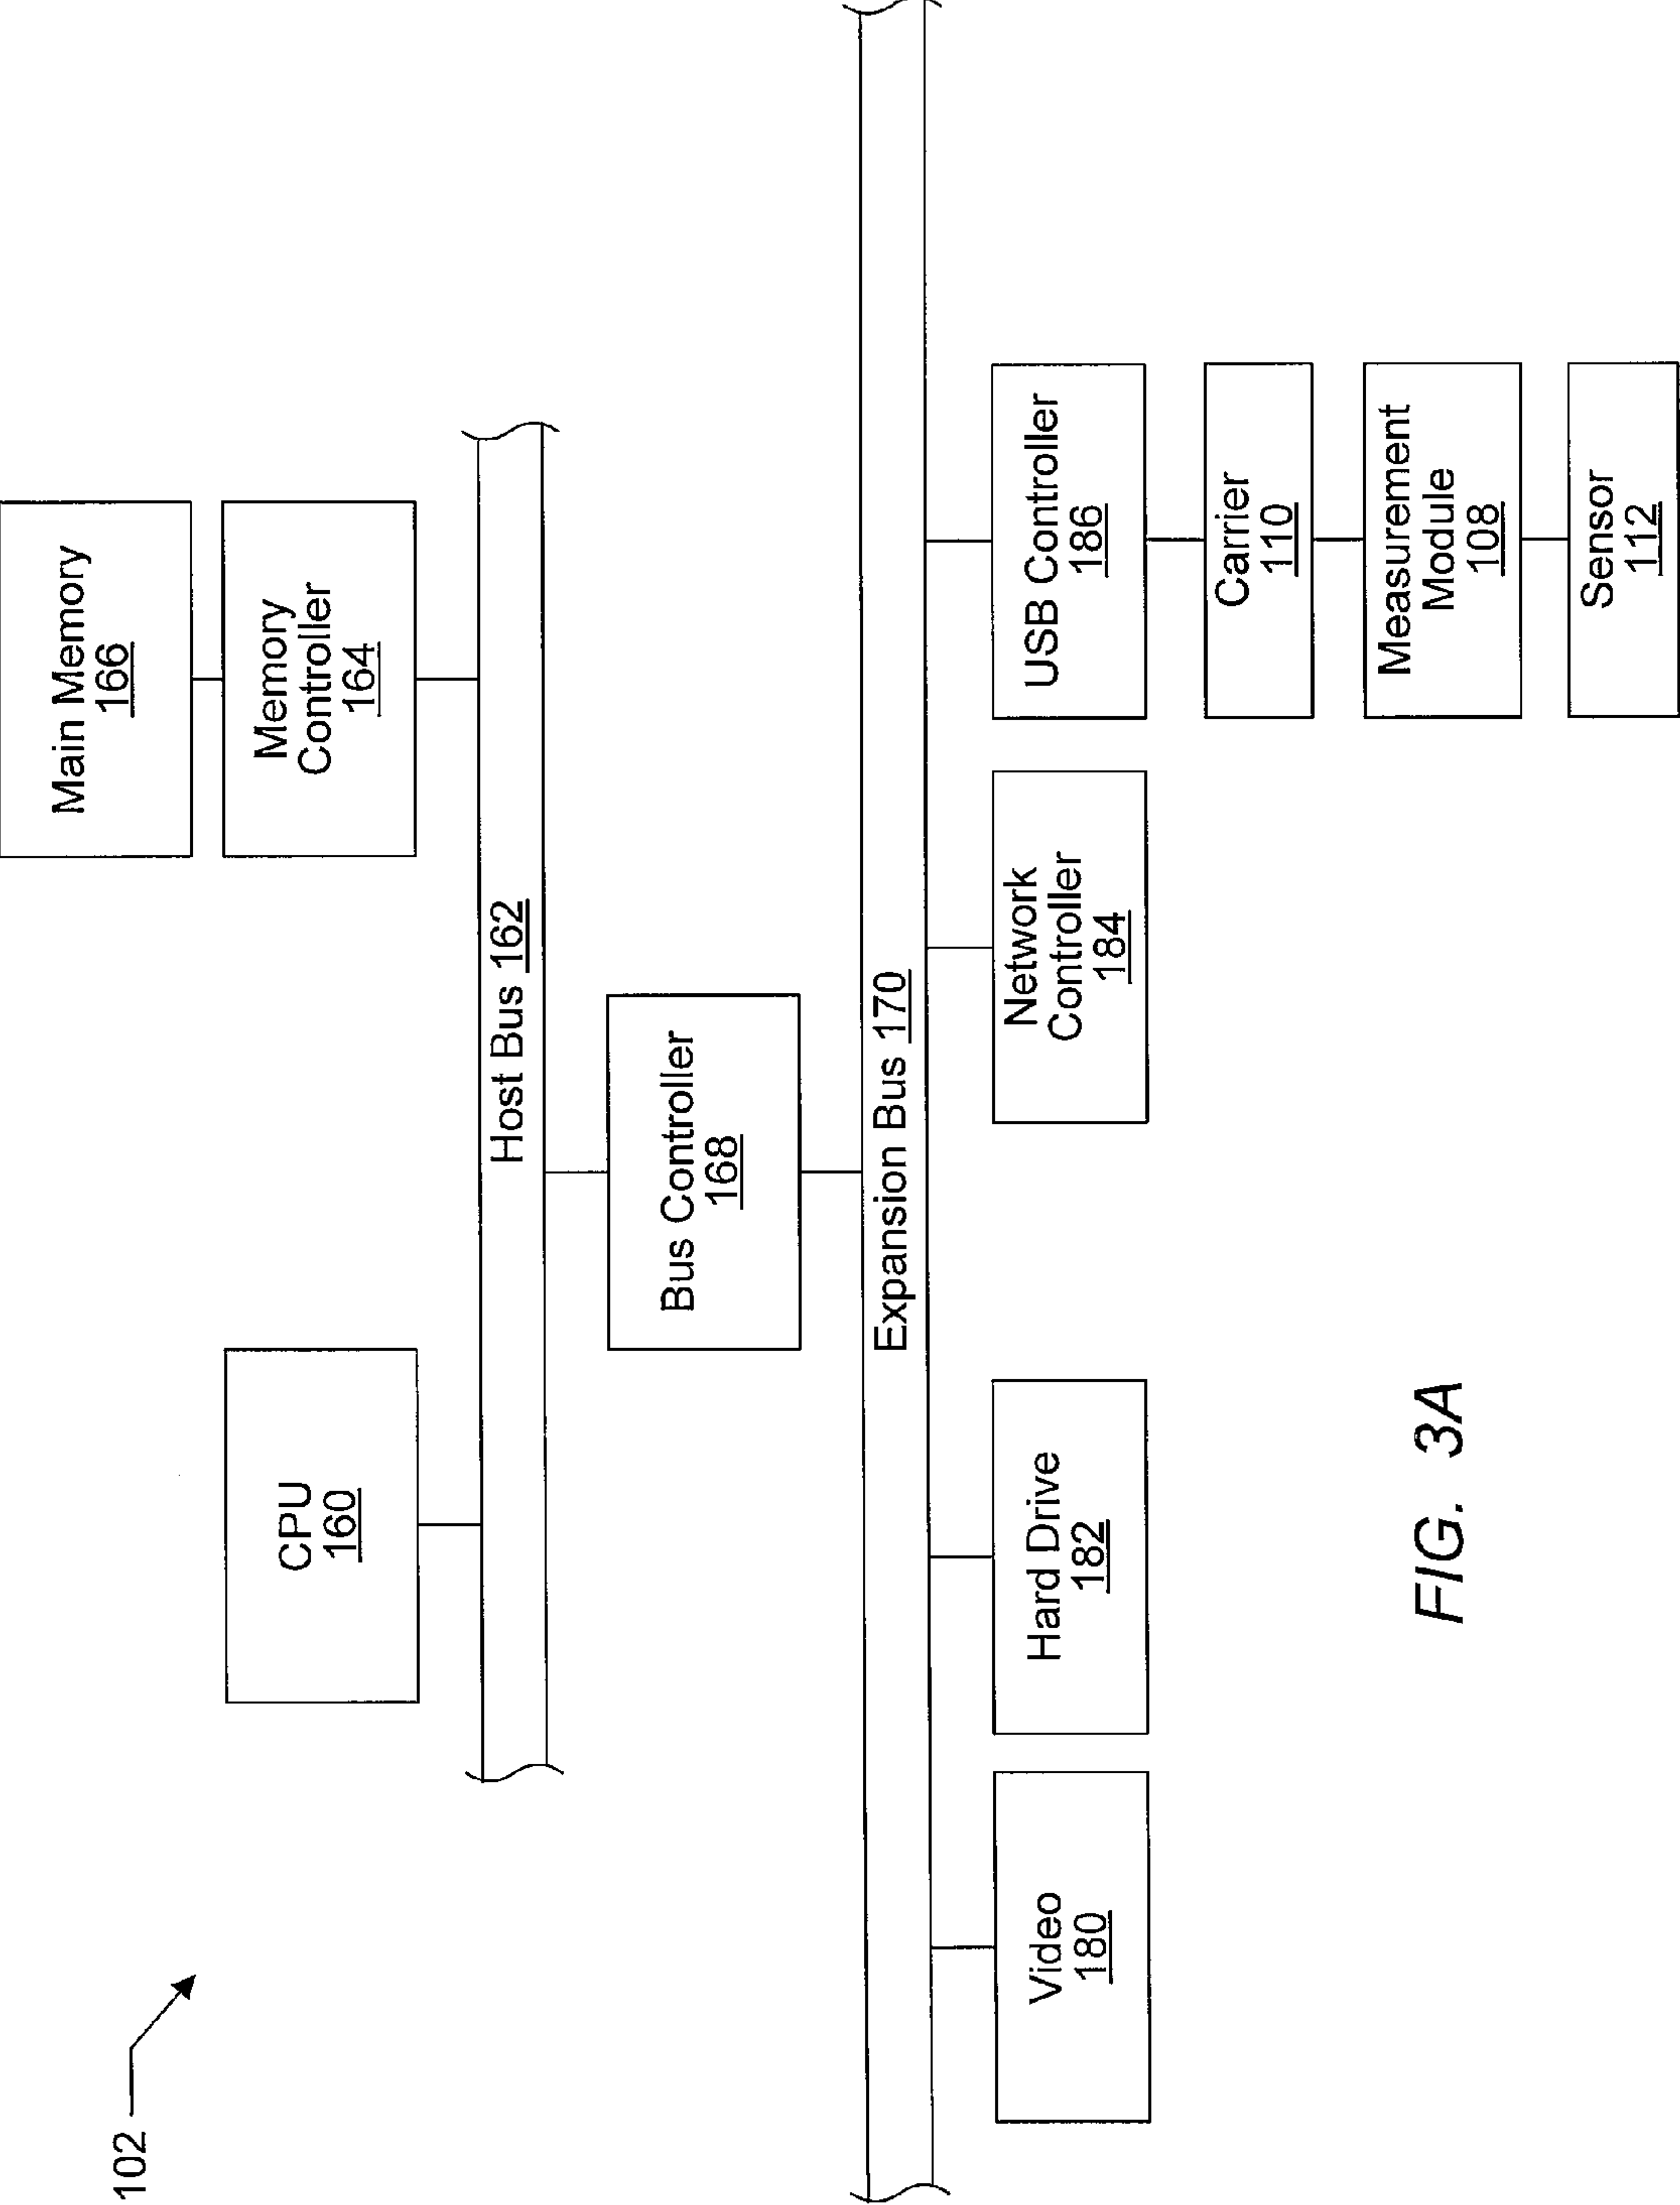 102
CPU
160
Main Memory
166
Memory
Controller
164
Host Bus 162
Bus Controller
168
Expansion Bus 170
Video
180
Hard Drive
182
Network
Controller
184
USB Controller
186
Carrier
110
Measurement
Module
108
Sensor
112
FIG. 3A